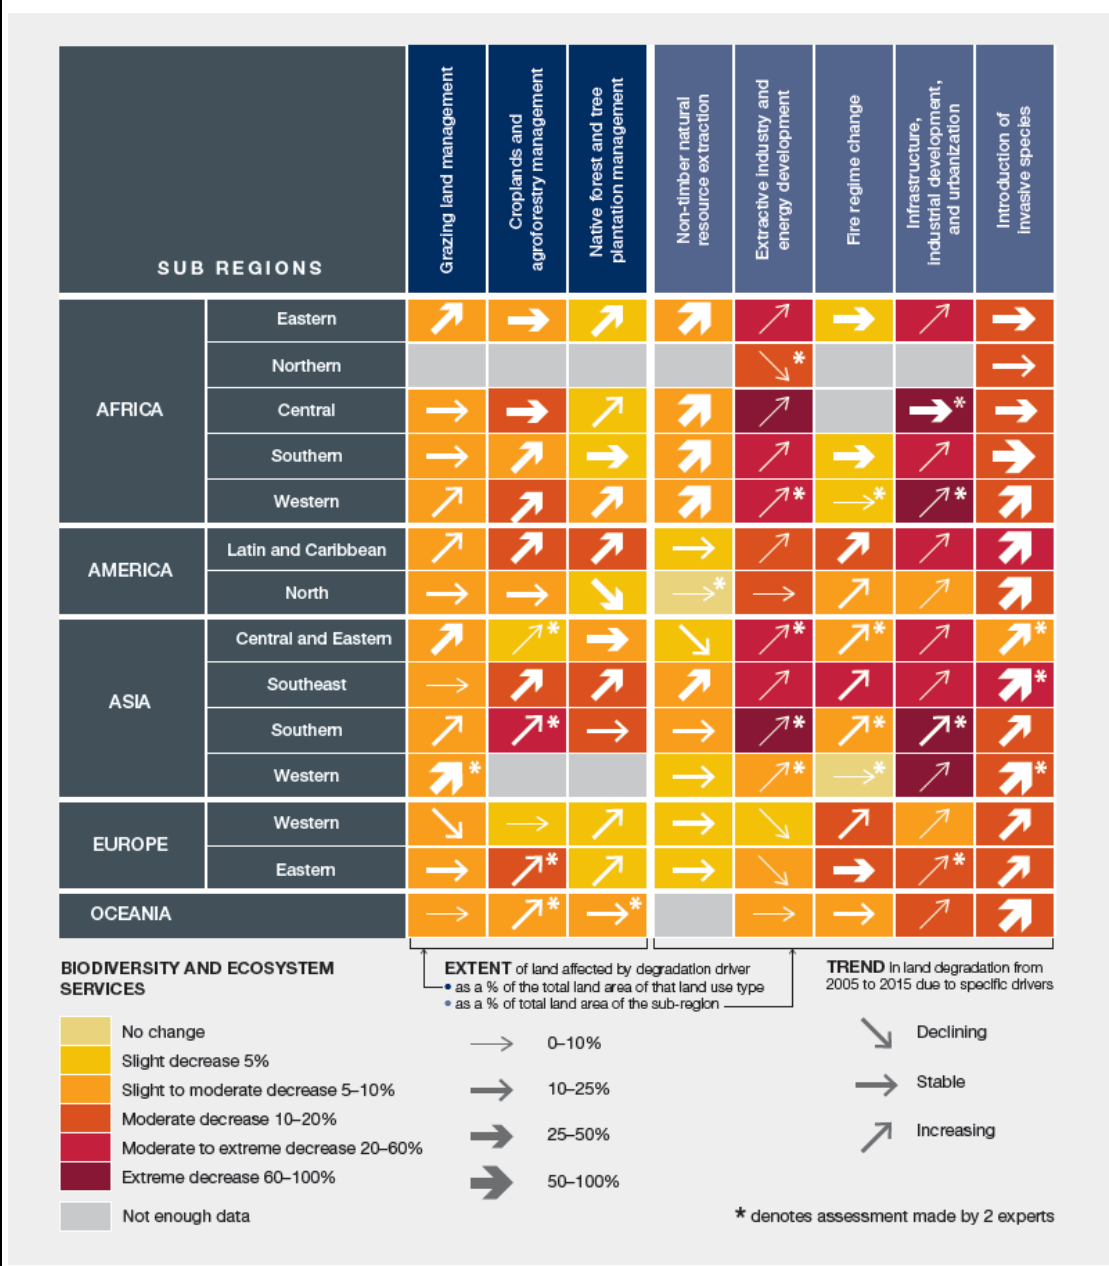 SUB REGIONS
Grazing land management
Croplands and
agroforestry management
Native forest and tree
plantation management
Non-timber natural
resource extraction
Extractive industry and
energy development
Fire regime change
Infrastructure,
industrial development,
and urbanization
Introduction of
invasive species
AFRICA
Eastern
Northern
*
Central
*
Southern
Western
* * *
AMERICA
Latin and Caribbean
North
*
ASIA
Central and Eastern
* * * *
Southeast
*
Southern
* * * *
Western
* * * *
EUROPE
Western
Eastern
* *
OCEANIA
* *
BIODIVERSITY AND ECOSYSTEM
SERVICES
No change
Slight decrease 5%
Slight to moderate decrease 5–10%
Moderate decrease 10–20%
Moderate to extreme decrease 20–60%
Extreme decrease 60–100%
Not enough data
EXTENT of land affected by degradation driver
• as a % of the total land area of that land use type
• as a % of total land area of the sub-region
0–10%
10–25%
25–50%
50–100%
TREND in land degradation from
2005 to 2015 due to specific drivers
Declining
Stable
Increasing
* denotes assessment made by 2 experts